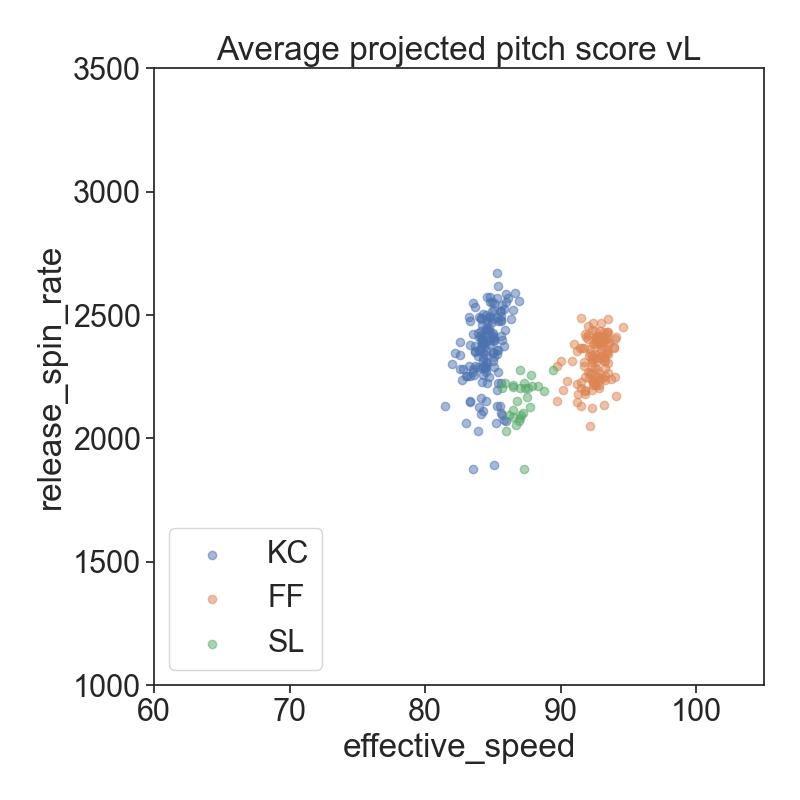 Average projected pitch score vL
3500
3000
2500
2000
1500
1000
release_spin_rate
KC
FF
SL
60 70 80 90 100
effective_speed